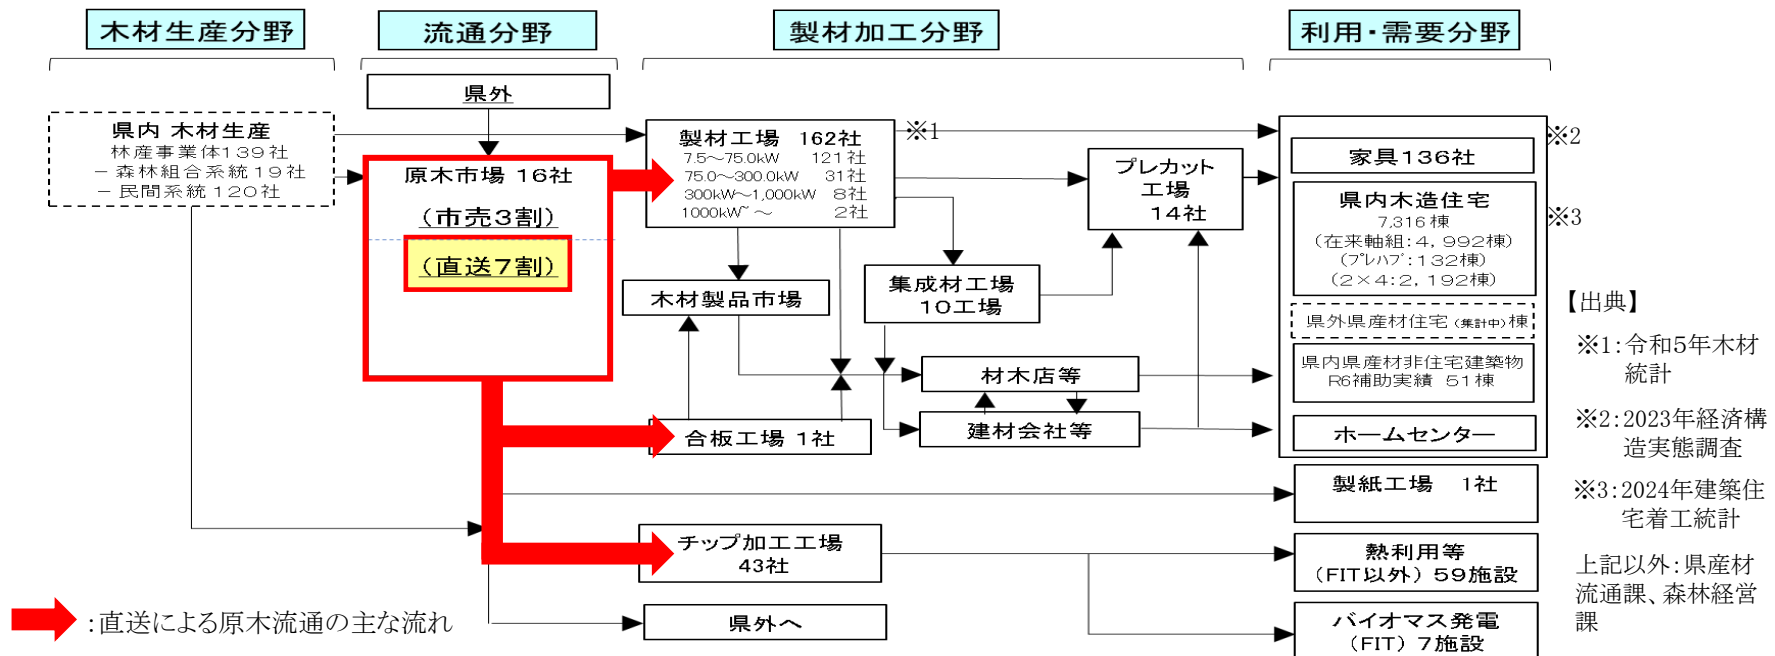 木材生産分野
流通分野
製材加工分野
利用・需要分野
県外
県内 木材生産
林産事業体139社
－森林組合系統19社
－民間系統120社
原木市場 16社
(市売3割)
(直送7割)
製材工場 162社
7.5～75.0kW 121社
75.0～300.0kW 31社
300kW～1,000kW 8社
1000kW～ 2社
※1
プレカット
工場
14社
木材製品市場
集成材工場
10工場
材木店等
建材会社等
合板工場 1社
チップ加工工場
43社
県外へ
※2
家具136社
県内木造住宅
7,316棟
(在来軸組:4,992棟)
(プレハブ:132棟)
(2×4:2,192棟)
※3
県外県産材住宅(集計中)棟
県内県産材非住宅建築物
R6補助実績 51棟
ホームセンター
製紙工場 1社
熱利用等
(FIT以外) 59施設
バイオマス発電
(FIT) 7施設
【出典】
※1:令和5年木材
統計
※2:2023年経済構
造実態調査
※3:2024年建築住
宅着工統計
上記以外:県産材
流通課、森林経営
課
:直送による原木流通の主な流れ